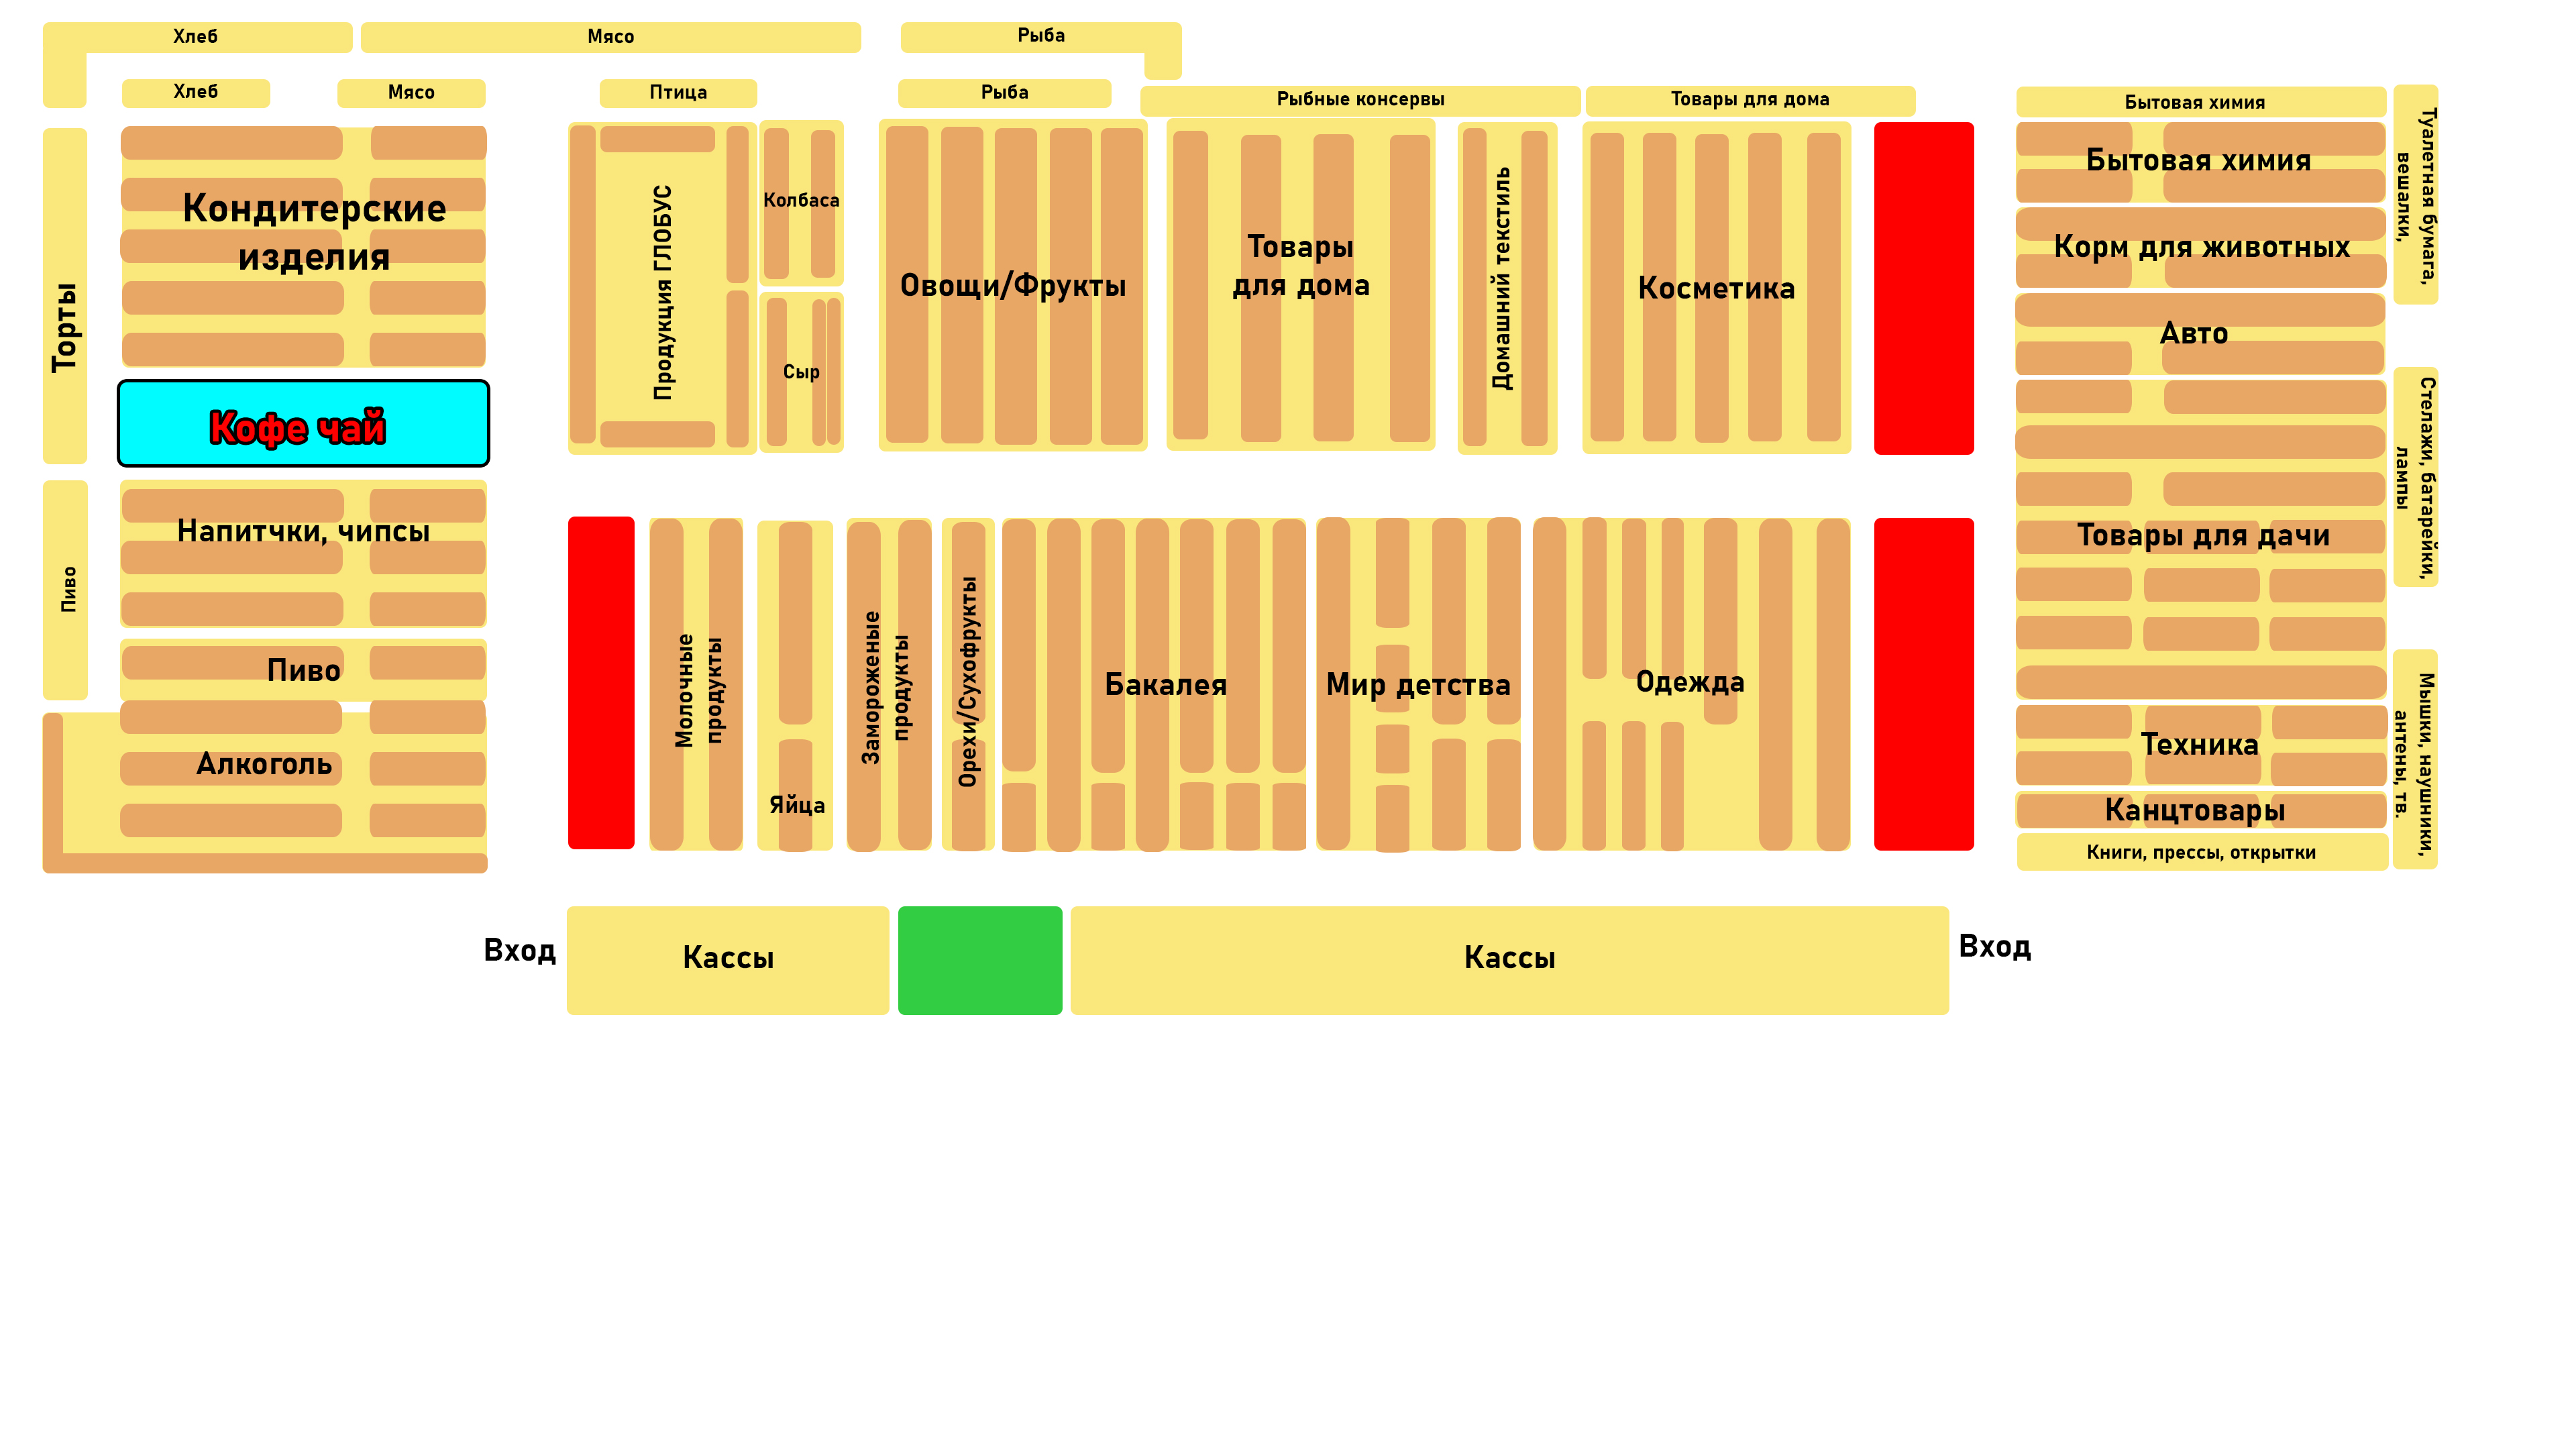 Хлеб
Мясо
Рыба
Хлеб
Мясо
Птица
Рыба
Рыбные консервы
Товары для дома
Бытовая химия
Туалетная бумага,
вешалки,
Торты
Кондитерские
изделия
Кофе чай
Продукция ГЛОБУС
Колбаса
Сыр
Овощи/Фрукты
Товары
для дома
Домашний текстиль
Косметика
Бытовая химия
Корм для животных
Авто
Стелажи, батарейки,
лампы
Пиво
Напитчки, чипсы
Пиво
Алкоголь
Молочные
продукты
Яйца
Замороженые
продукты
Орехи/Сухофрукты
Бакалея
Мир детства
Одежда
Товары для дачи
Техника
Канцтовары
Книги, прессы, открытки
Мышки, наушники,
антены, тв.
Вход
Кассы
Кассы
Вход